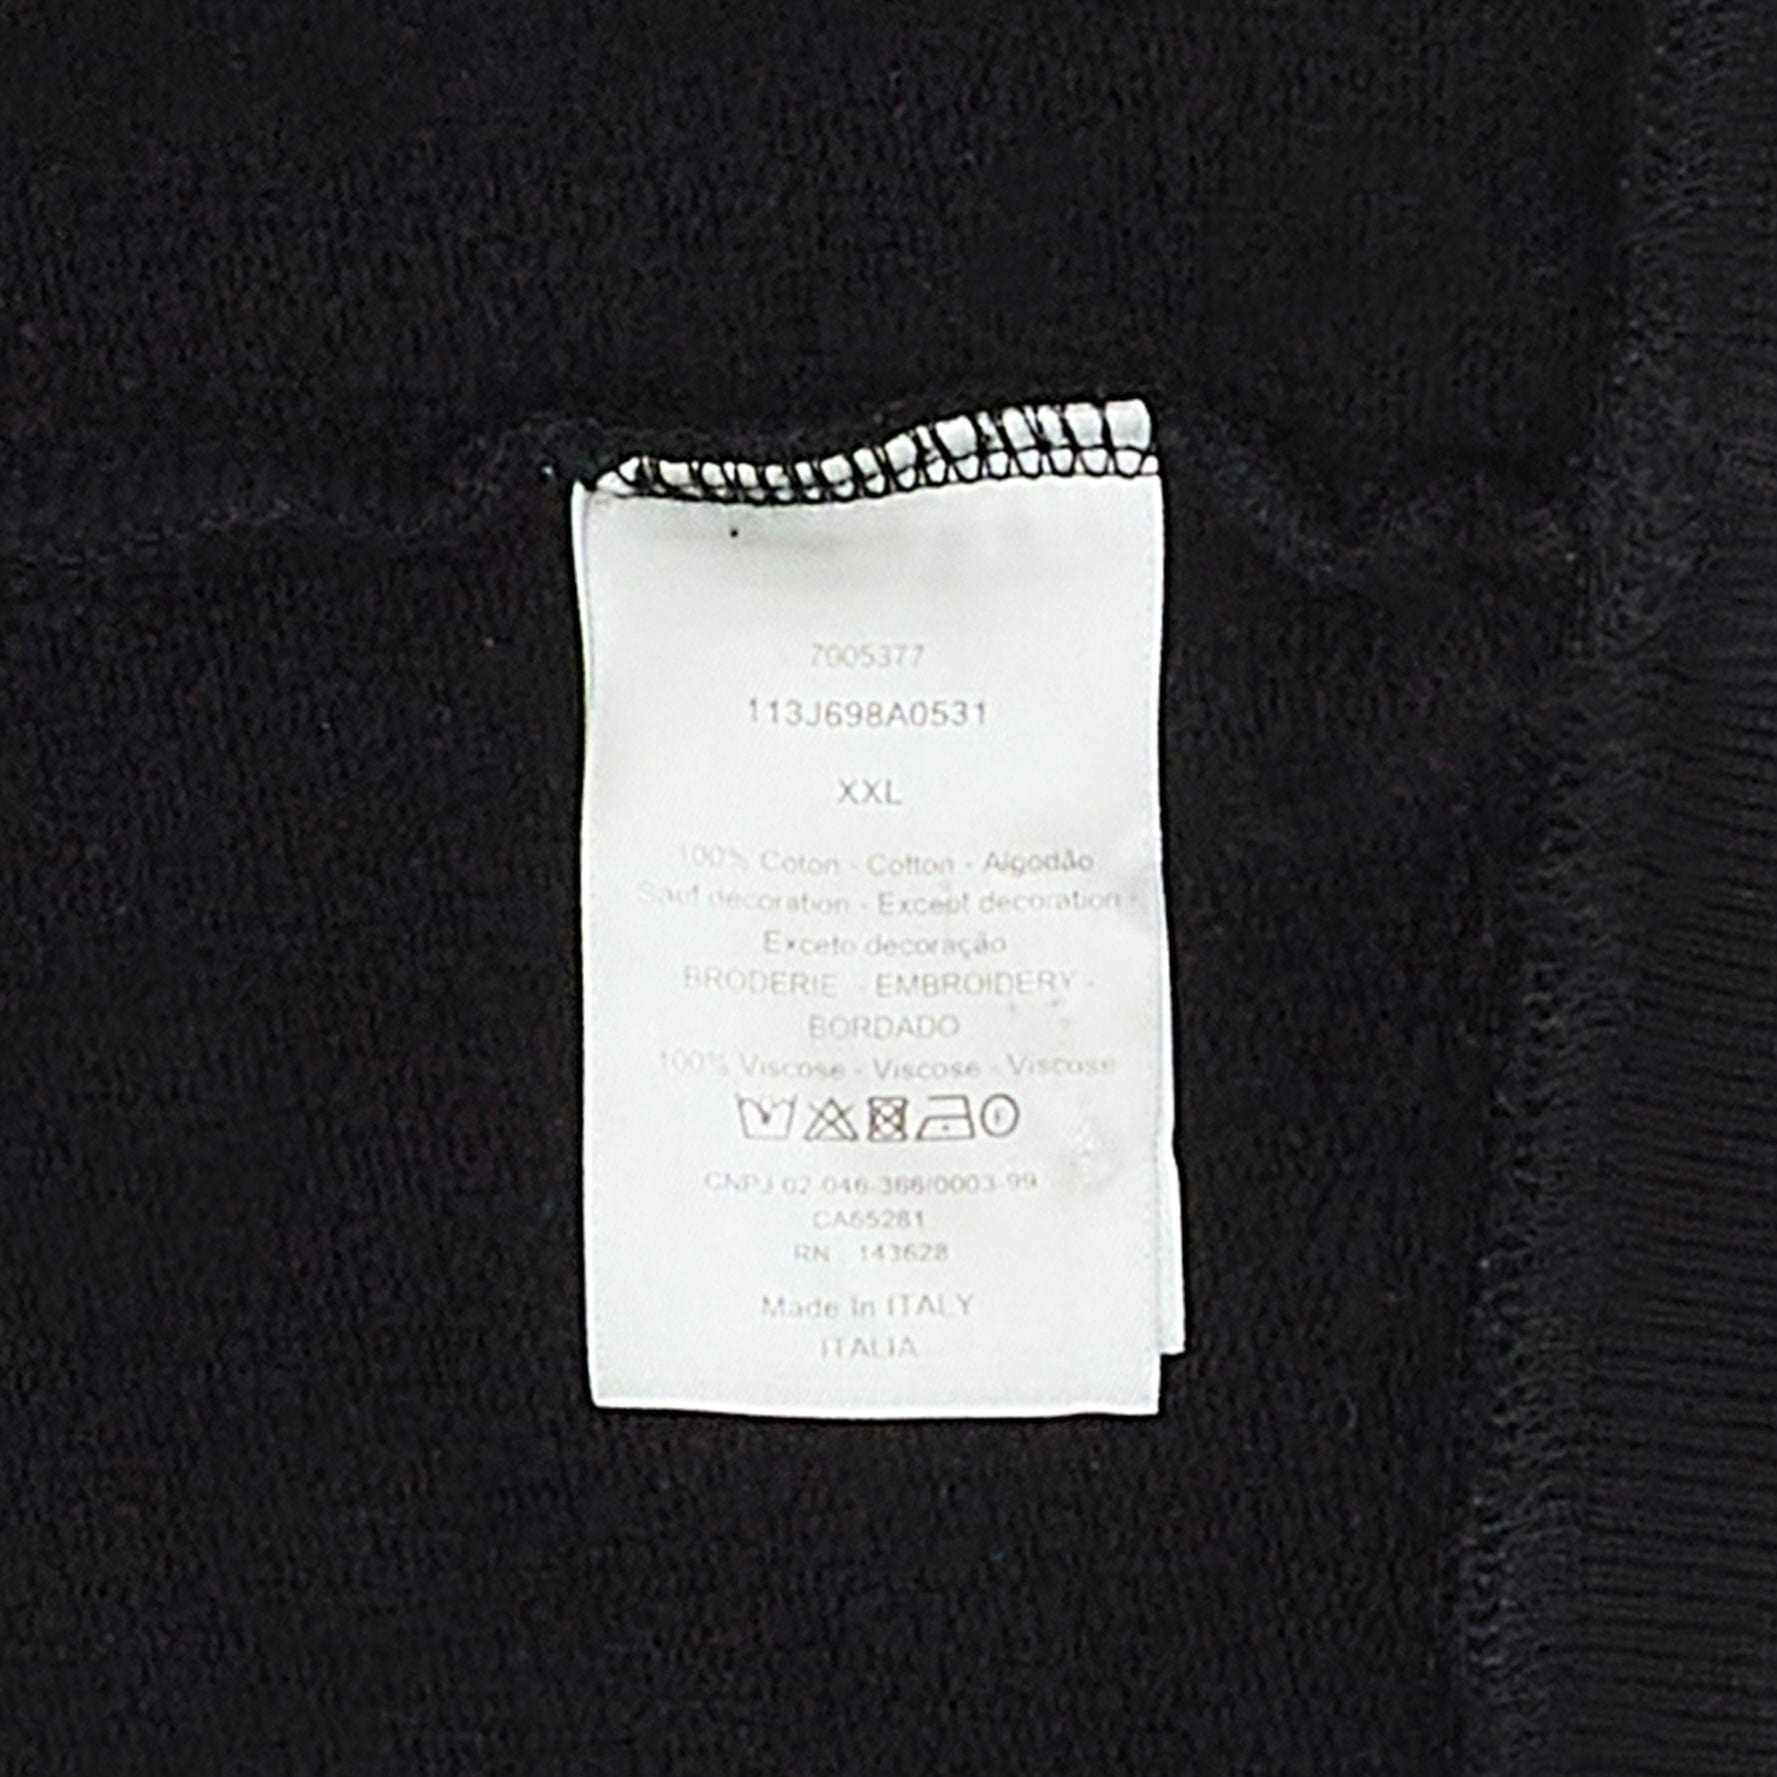 7005377
113J698A0531
XXL
100% Coton - Cotton - Algodão
Sauf décoration - Except decoration -
Exceto decoração
BRODERIE - EMBROIDERY -
BORDADO
100% Viscose - Viscose - Viscose
CNPJ 02-046-366/0003-99
CA65281
RN : 143628
Made In ITALY
ITALIA